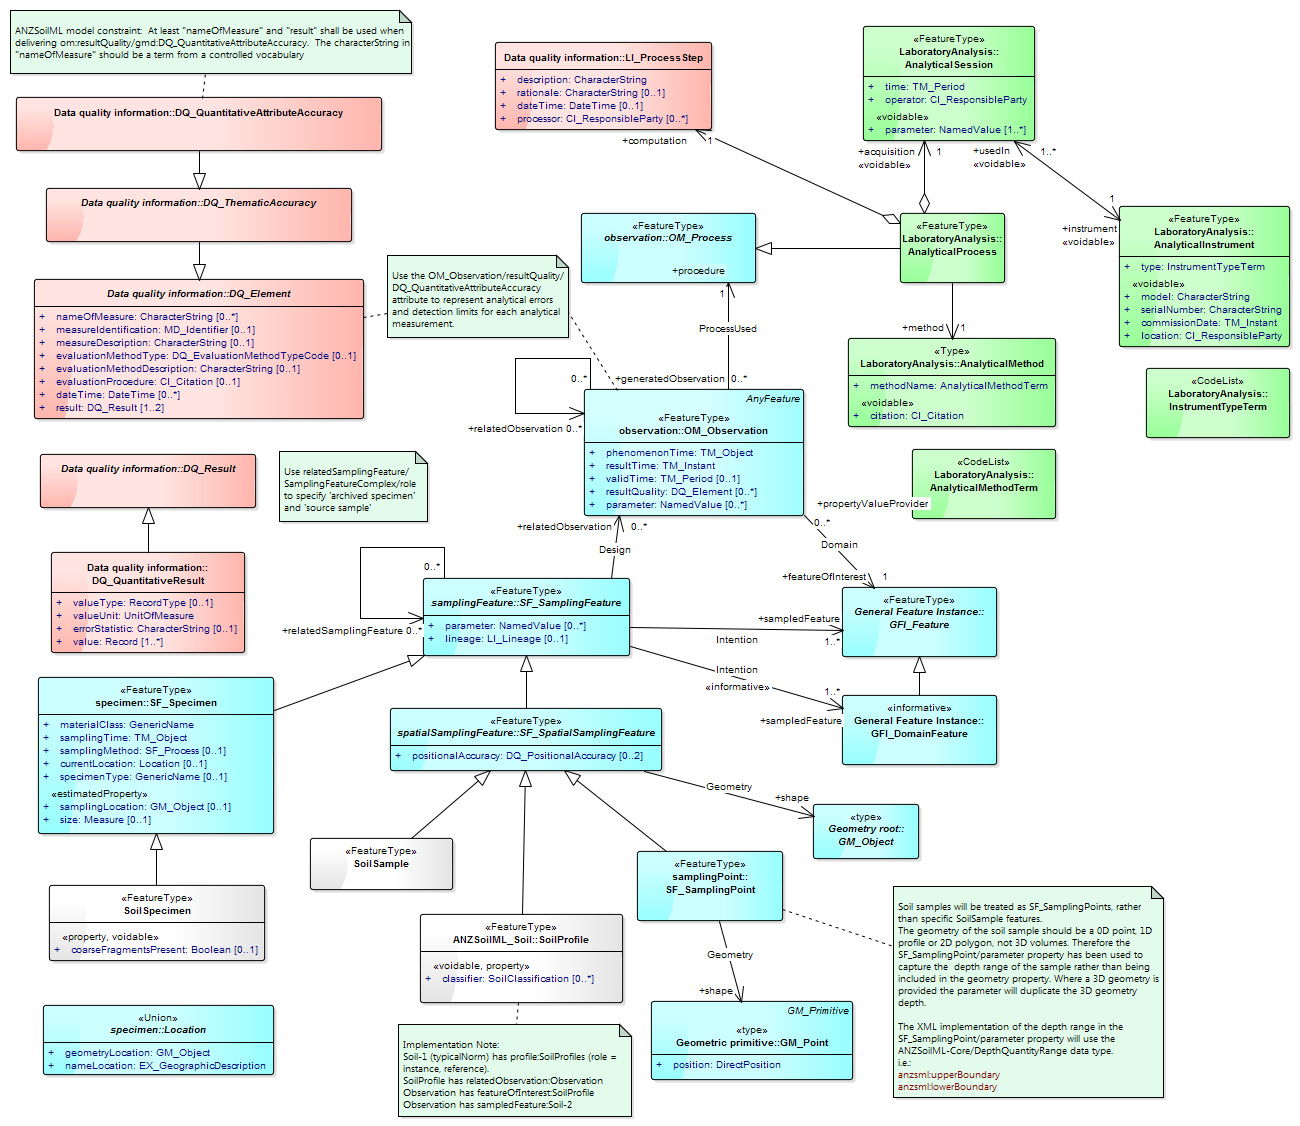 ANZSoilML model constraint:  At least "nameOfMeasure" and "result" shall be used when
delivering om:resultQuality/gmd:DQ_QuantitativeAttributeAccuracy.  The characterString in
"nameOfMeasure" should be a term from a controlled vocabulary
Data quality information::DQ_QuantitativeAttributeAccuracy
Data quality information::DQ_ThematicAccuracy
Data quality information::DQ_Element
+ nameOfMeasure: CharacterString [0..*]
+ measureIdentification: MD_Identifier [0..1]
+ measureDescription: CharacterString [0..1]
+ evaluationMethodType: DQ_EvaluationMethodTypeCode [0..1]
+ evaluationMethodDescription: CharacterString [0..1]
+ evaluationProcedure: CI_Citation [0..1]
+ dateTime: DateTime [0..*]
+ result: DQ_Result [1..2]
Data quality information::DQ_Result
Data quality information::
DQ_QuantitativeResult
+ valueType: RecordType [0..1]
+ valueUnit: UnitOfMeasure
+ errorStatistic: CharacterString [0..1]
+ value: Record [1..*]
Data quality information::LI_ProcessStep
+ description: CharacterString
+ rationale: CharacterString [0..1]
+ dateTime: DateTime [0..1]
+ processor: CI_ResponsibleParty [0..*]
+computation
1
«FeatureType»
LaboratoryAnalysis::
AnalyticalSession
+ time: TM_Period
+ operator: CI_ResponsibleParty
«voidable»
+ parameter: NamedValue [1..*]
+acquisition
«voidable»
1
+usedIn
«voidable»
1..*
1
+instrument
«voidable»
«FeatureType»
LaboratoryAnalysis::
AnalyticalInstrument
+ type: InstrumentTypeTerm
«voidable»
+ model: CharacterString
+ serialNumber: CharacterString
+ commissionDate: TM_Instant
+ location: CI_ResponsibleParty
«FeatureType»
observation::OM_Process
+procedure
1
«FeatureType»
LaboratoryAnalysis::
AnalyticalProcess
+method
1
«Type»
LaboratoryAnalysis::AnalyticalMethod
+ methodName: AnalyticalMethodTerm
«voidable»
+ citation: CI_Citation
«CodeList»
LaboratoryAnalysis::
InstrumentTypeTerm
«CodeList»
LaboratoryAnalysis::
AnalyticalMethodTerm
Use the OM_Observation/resultQuality/
DQ_QuantitativeAttributeAccuracy
attribute to represent analytical errors
and detection limits for each analytical
measurement.
ProcessUsed
+generatedObservation
0..*
0..*
+relatedObservation 0..*
AnyFeature
«FeatureType»
observation::OM_Observation
+ phenomenonTime: TM_Object
+ resultTime: TM_Instant
+ validTime: TM_Period [0..1]
+ resultQuality: DQ_Element [0..*]
+ parameter: NamedValue [0..*]
Use relatedSamplingFeature/
SamplingFeatureComplex/role
to specify 'archived specimen'
and 'source sample'
+relatedObservation
0..*
Design
+propertyValueProvider
0..*
Domain
+featureOfInterest
1
0..*
+relatedSamplingFeature 0..*
«FeatureType»
samplingFeature::SF_SamplingFeature
+ parameter: NamedValue [0..*]
+ lineage: LI_Lineage [0..1]
+sampledFeature
Intention
1..*
«FeatureType»
General Feature Instance::
GFI_Feature
Intention
«informative»
1..*
+sampledFeature
«informative»
General Feature Instance::
GFI_DomainFeature
«FeatureType»
specimen::SF_Specimen
+ materialClass: GenericName
+ samplingTime: TM_Object
+ samplingMethod: SF_Process [0..1]
+ currentLocation: Location [0..1]
+ specimenType: GenericName [0..1]
«estimatedProperty»
+ samplingLocation: GM_Object [0..1]
+ size: Measure [0..1]
«FeatureType»
spatialSamplingFeature::SF_SpatialSamplingFeature
+ positionalAccuracy: DQ_PositionalAccuracy [0..2]
Geometry
+shape
«type»
Geometry root::
GM_Object
«FeatureType»
SoilSample
«FeatureType»
samplingPoint::
SF_SamplingPoint
«FeatureType»
SoilSpecimen
«property, voidable»
+ coarseFragmentsPresent: Boolean [0..1]
«FeatureType»
ANZSoilML_Soil::SoilProfile
«voidable, property»
+ classifier: SoilClassification [0..*]
Geometry
+shape
GM_Primitive
«type»
Geometric primitive::GM_Point
+ position: DirectPosition
«Union»
specimen::Location
+ geometryLocation: GM_Object
+ nameLocation: EX_GeographicDescription
Implementation Note:
Soil-1 (typicalNorm) has profile:SoilProfiles (role =
instance, reference).
SoilProfile has relatedObservation:Observation
Observation has featureOfInterest:SoilProfile
Observation has sampledFeature:Soil-2
Soil samples will be treated as SF_SamplingPoints, rather
than specific SoilSample features.
The geometry of the soil sample should be a 0D point, 1D
profile or 2D polygon, not 3D volumes. Therefore the
SF_SamplingPoint/parameter property has been used to
capture the  depth range of the sample rather than being
included in the geometry property. Where a 3D geometry is
provided the parameter will duplicate the 3D geometry
depth.
The XML implementation of the depth range in the
SF_SamplingPoint/parameter property will use the
ANZSoilML-Core/DepthQuantityRange data type.
i.e.:
anzsml:upperBoundary
anzsml:lowerBoundary